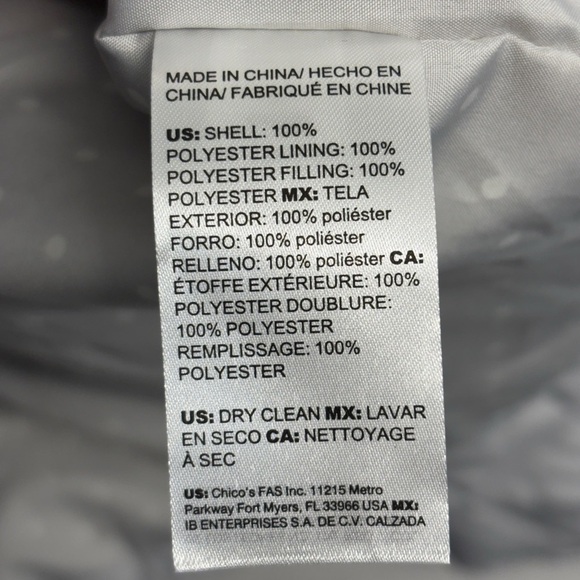 MADE IN CHINA/ HECHO EN
CHINA/ FABRIQUÉ EN CHINE
US: SHELL: 100%
POLYESTER LINING: 100%
POLYESTER FILLING: 100%
POLYESTER MX: TELA
EXTERIOR: 100% poliéster
FORRO: 100% poliéster
RELLENO: 100% poliéster CA:
ÉTOFFE EXTÉRIEURE: 100%
POLYESTER DOUBLURE:
100% POLYESTER
REMPLISSAGE: 100%
POLYESTER
US: DRY CLEAN MX: LAVAR
EN SECO CA: NETTOYAGE
À SEC
US: Chico's FAS Inc. 11215 Metro
Parkway Fort Myers, FL 33966 USA MX:
IB ENTERPRISES S.A. DE C.V. CALZADA